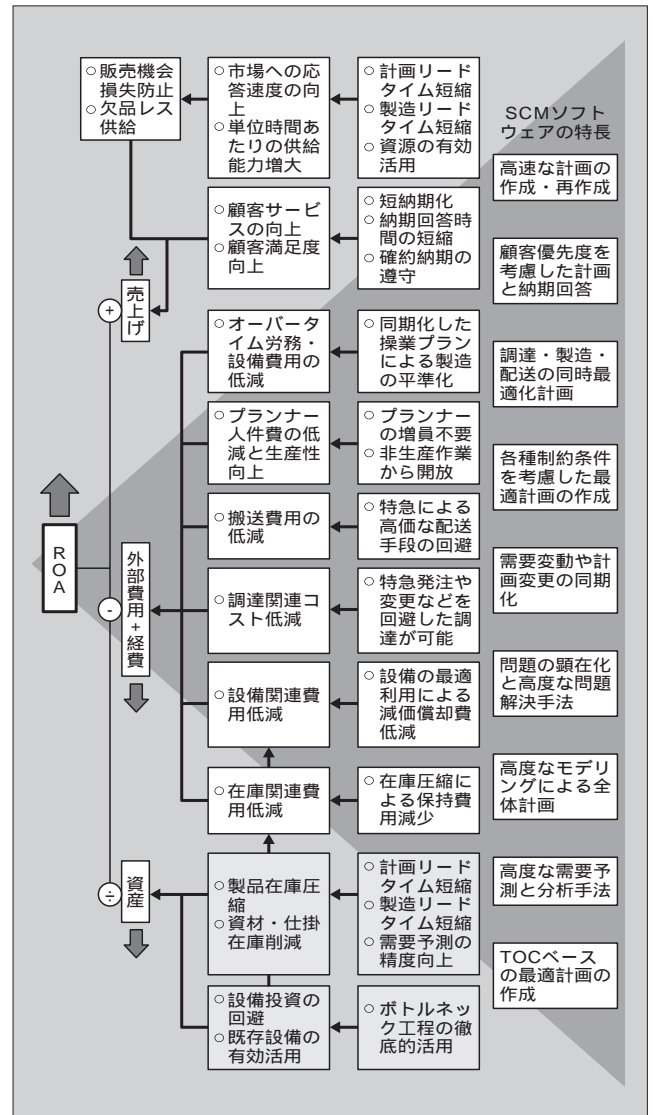 ○ 販売機会
損失防止
○ 欠品レス
供給
○ 市場への応
答速度の向
上
○ 単位時間あ
たりの供給
能力増大
○ 計画リード
タイム短縮
○ 製造リード
タイム短縮
○ 資源の有効
活用
○ 顧客サービ
スの向上
○ 顧客満足度
向上
○ 短納期化
○ 納期回答時
間の短縮
○ 確約納期の
遵守
+
売上げ
○ オーバータ
イム労務・
設備費用の
低減
○ 同期化した
操業プラン
による製造
の平準化
○ プランナー
人件費の低
減と生産性
向上
○ プランナー
の増員不要
○ 非生産作業
から開放
○ 搬送費用の
低減
○ 特急による
高価な配送
手段の回避
ROA
-
外部費用+経費
○ 調達関連コ
スト低減
○ 特急発注や
変更などを
回避した調
達が可能
○ 設備関連費
用低減
○ 設備の最適
利用による
減価償却費
低減
○ 在庫関連費
用低減
○ 在庫圧縮
による保持費
用減少
÷
資産
○ 製品在庫圧
縮
○ 資材・仕掛
在庫削減
○ 計画リード
タイム短縮
○ 製造リード
タイム短縮
○ 需要予測の
精度向上
○ 設備投資の
回避
○ 既存設備の
有効活用
○ ボトルネッ
ク工程の徹
底的活用
SCMソフト
ウェアの特長
高速な計画の
作成・再作成
顧客優先度を
考慮した計画
と納期回答
調達・製造・
配送の同時最
適化計画
各種制約条件
を考慮した最
適計画の作成
需要変動や計
画変更の同期
化
問題の顕在化
と高度な問題
解決手法
高度なモデリ
ングによる全
体計画
高度な需要予
測と分析手法
TOCベース
の最適計画の
作成